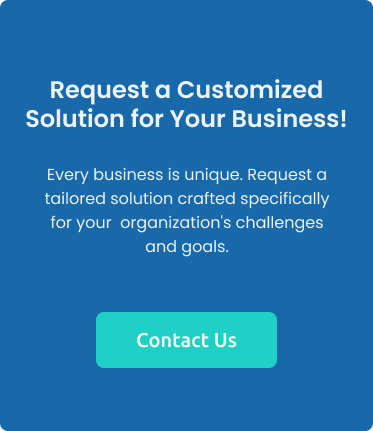 Request a Customized
Solution for Your Business!
Every business is unique. Request a
tailored solution crafted specifically
for your  organization's challenges
and goals.
Contact Us